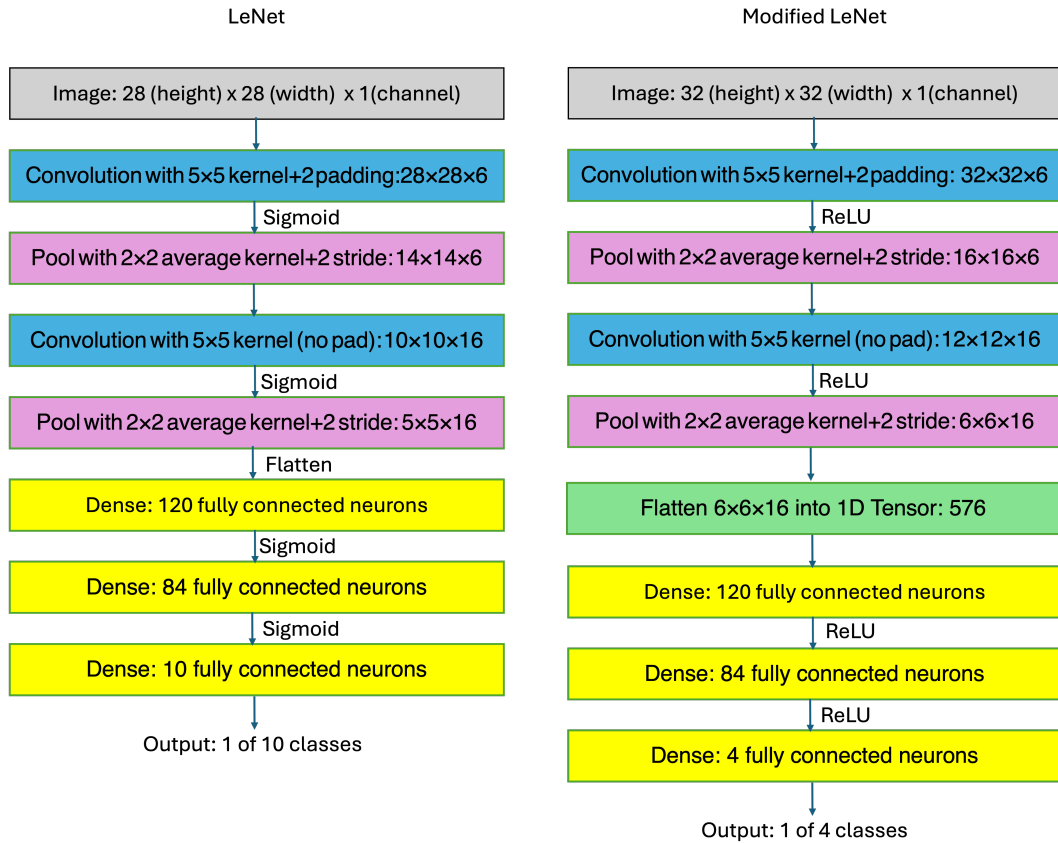 LeNet
Image: 28 (height) x 28 (width) x 1(channel)
Convolution with 5×5 kernel+2 padding:28×28×6
Sigmoid
Pool with 2×2 average kernel+2 stride:14×14×6
Convolution with 5×5 kernel (no pad):10×10×16
Sigmoid
Pool with 2×2 average kernel+2 stride: 5×5×16
Flatten
Dense: 120 fully connected neurons
Sigmoid
Dense: 84 fully connected neurons
Sigmoid
Dense: 10 fully connected neurons
Output: 1 of 10 classes
Modified LeNet
Image: 32 (height) x 32 (width) x 1(channel)
Convolution with 5×5 kernel+2 padding: 32×32×6
ReLU
Pool with 2×2 average kernel+2 stride:16×16×6
Convolution with 5×5 kernel (no pad):12×12×16
ReLU
Pool with 2×2 average kernel+2 stride: 6×6×16
Flatten 6×6×16 into 1D Tensor: 576
Dense: 120 fully connected neurons
ReLU
Dense: 84 fully connected neurons
ReLU
Dense: 4 fully connected neurons
Output: 1 of 4 classes